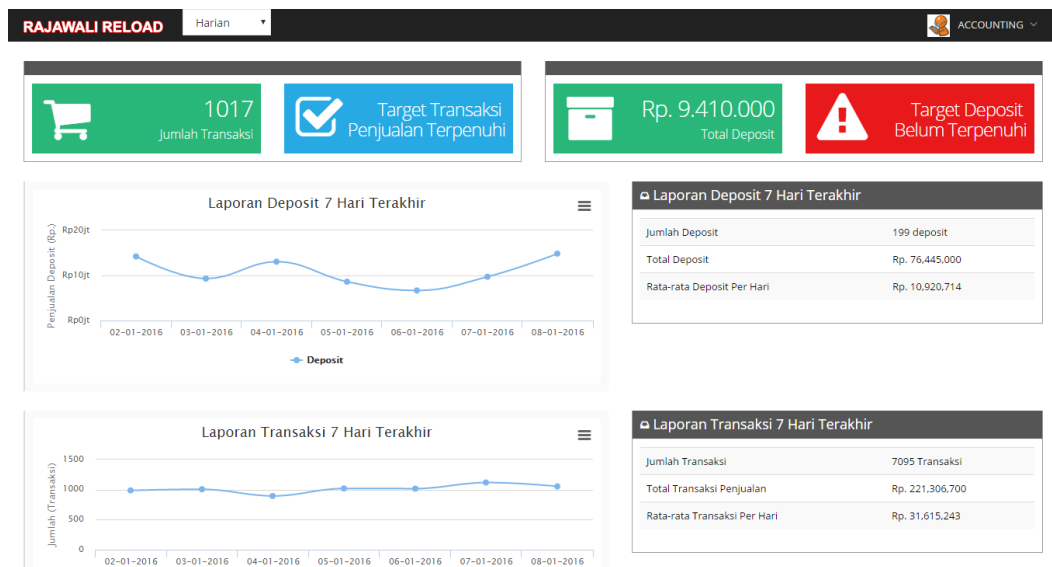 RAJAWALI RELOAD
Harian
ACCOUNTING
1017
Jumlah Transaksi
Target Transaksi
Penjualan Terpenuhi
Rp. 9.410.000
Total Deposit
Target Deposit
Belum Terpenuhi
Laporan Deposit 7 Hari Terakhir
Penjualan Deposit (Rp.)
Rp20jt
Rp10jt
Rp0jt
02-01-2016 03-01-2016 04-01-2016 05-01-2016 06-01-2016 07-01-2016 08-01-2016
Deposit
Laporan Deposit 7 Hari Terakhir
Jumlah Deposit 199 deposit
Total Deposit Rp. 76,445,000
Rata-rata Deposit Per Hari Rp. 10,920,714
Laporan Transaksi 7 Hari Terakhir
Jumlah (Transaksi)
1500
1000
500
0
02-01-2016 03-01-2016 04-01-2016 05-01-2016 06-01-2016 07-01-2016 08-01-2016
Laporan Transaksi 7 Hari Terakhir
Jumlah Transaksi 7095 Transaksi
Total Transaksi Penjualan Rp. 221,306,700
Rata-rata Transaksi Per Hari Rp. 31,615,243